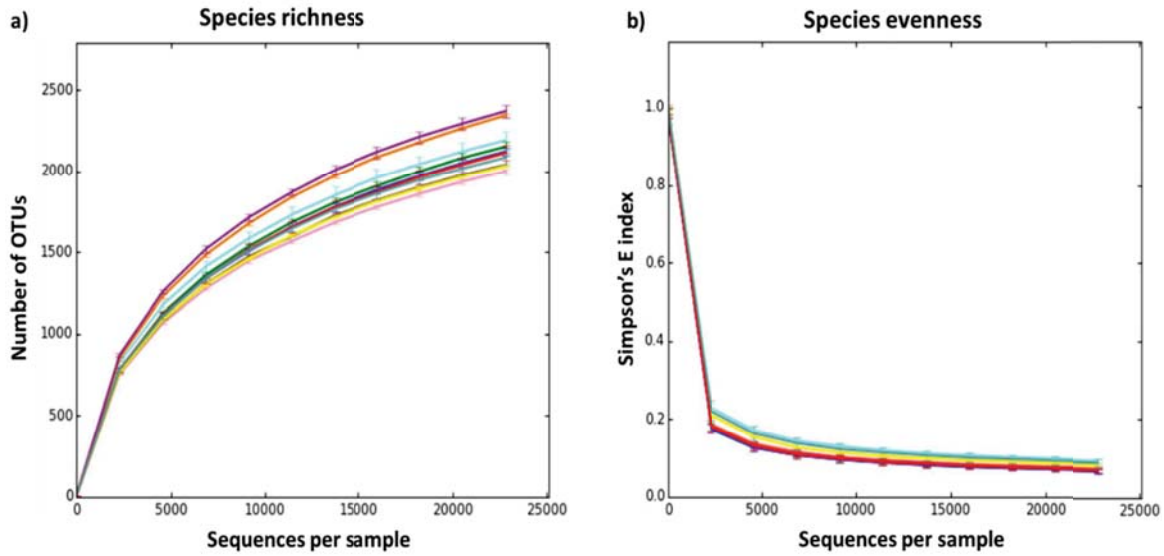 a)
Species richness
Number of OTUs
2500
2000
1500
1000
500
0
0 5000 10000 15000 20000 25000
Sequences per sample
b)
Species evenness
Simpson's E index
1.0
0.8
0.6
0.4
0.2
0.0
0 5000 10000 15000 20000 25000
Sequences per sample